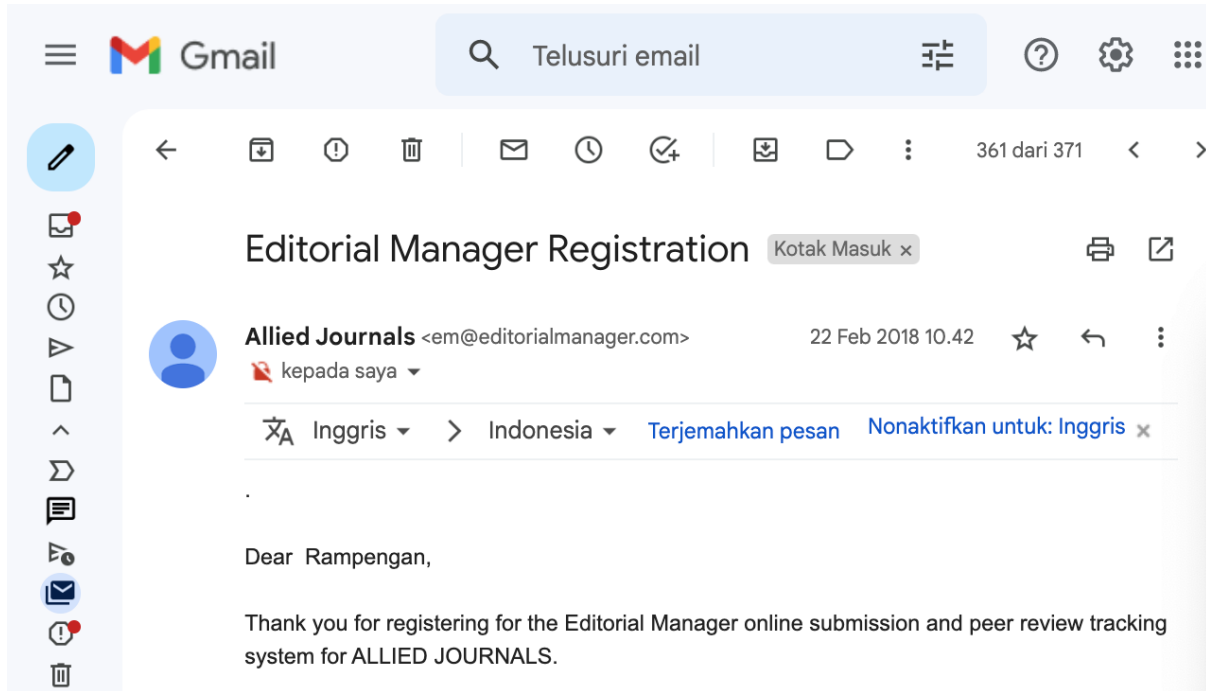 Gmail
Telusuri email
361 dari 371
Editorial Manager Registration Kotak Masuk ×
Allied Journals <em@editorialmanager.com> 22 Feb 2018 10.42
kepada saya
Inggris > Indonesia Terjemahkan pesan Nonaktifkan untuk: Inggris ×
.
Dear  Rampengan,
Thank you for registering for the Editorial Manager online submission and peer review tracking
system for ALLIED JOURNALS.